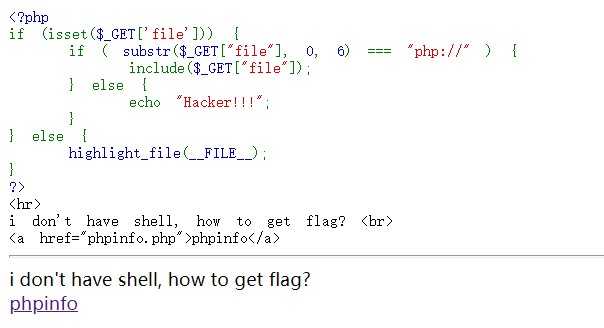 <?php
if (isset($_GET['file'])) {
        if ( substr($_GET["file"], 0, 6) === "php://" ) {
                include($_GET["file"]);
        } else {
                echo "Hacker!!!";
        }
} else {
        highlight_file(__FILE__);
}
?>
<hr>
i don't have shell, how to get flag? <br>
<a href="phpinfo.php">phpinfo</a>
i don't have shell, how to get flag?
phpinfo